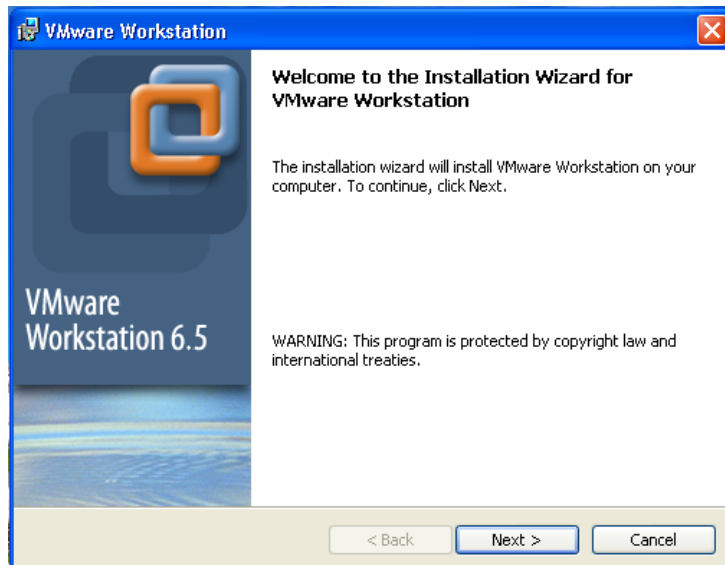 VMware Workstation
Welcome to the Installation Wizard for
VMware Workstation
The installation wizard will install VMware Workstation on your
computer. To continue, click Next.
VMware
Workstation 6.5
WARNING: This program is protected by copyright law and
international treaties.
< Back
Next >
Cancel